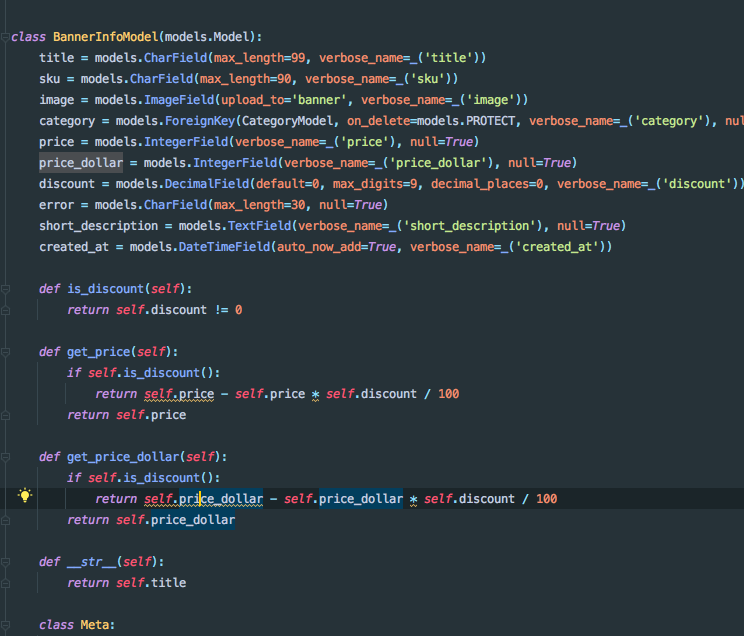 class BannerInfoModel(models.Model):
    title = models.CharField(max_length=99, verbose_name=_('title'))
    sku = models.CharField(max_length=90, verbose_name=_('sku'))
    image = models.ImageField(upload_to='banner', verbose_name=_('image'))
    category = models.ForeignKey(CategoryModel, on_delete=models.PROTECT, verbose_name=_('category'), nul
    price = models.IntegerField(verbose_name=_('price'), null=True)
    price_dollar = models.IntegerField(verbose_name=_('price_dollar'), null=True)
    discount = models.DecimalField(default=0, max_digits=9, decimal_places=0, verbose_name=_('discount'))
    error = models.CharField(max_length=30, null=True)
    short_description = models.TextField(verbose_name=_('short_description'), null=True)
    created_at = models.DateTimeField(auto_now_add=True, verbose_name=_('created_at'))
    def is_discount(self):
        return self.discount != 0
    def get_price(self):
        if self.is_discount():
            return self.price - self.price * self.discount / 100
        return self.price
    def get_price_dollar(self):
        if self.is_discount():
            return self.price_dollar - self.price_dollar * self.discount / 100
        return self.price_dollar
    def __str__(self):
        return self.title
    class Meta: